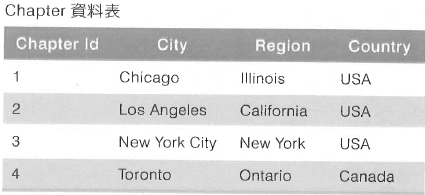 Chapter 資料表
Chapter Id City Region Country
1 Chicago Illinois USA
2 Los Angeles California USA
3 New York City New York USA
4 Toronto Ontario Canada